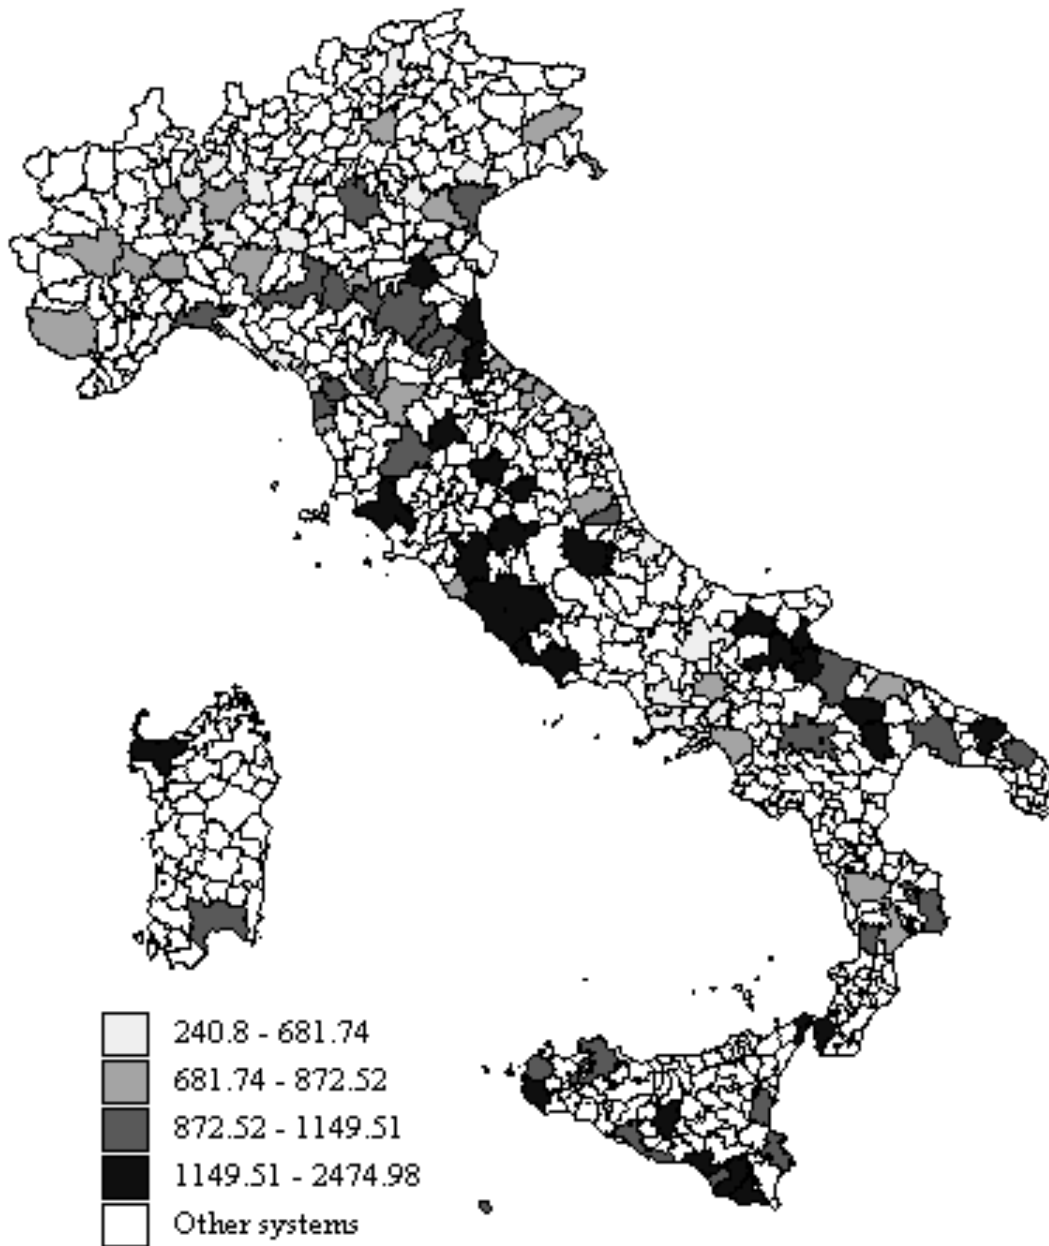 240.8 - 681.74
681.74 - 872.52
872.52 - 1149.51
1149.51 - 2474.98
Other systems